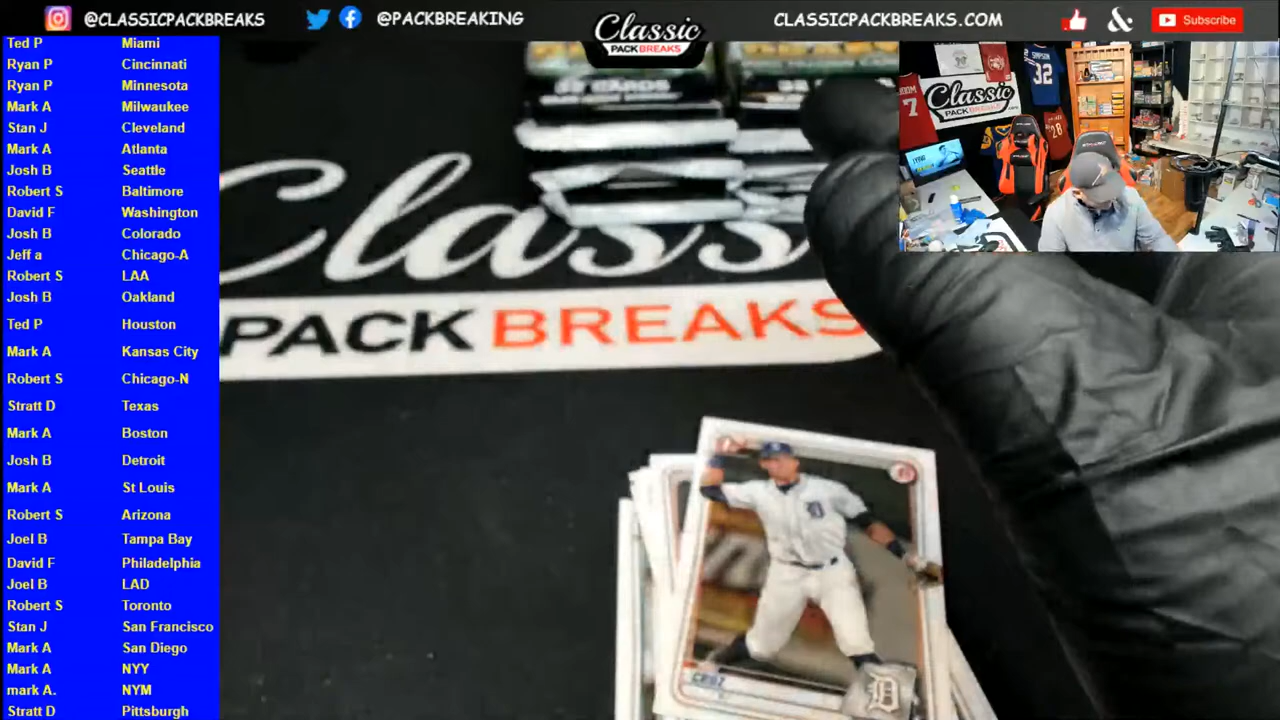 @CLASSICPACKBREAKS
@PACKBREAKING
Classic
PACK BREAKS
CLASSICPACKBREAKS.COM
Subscribe
Ted P Miami
Ryan P Cincinnati
Ryan P Minnesota
Mark A Milwaukee
Stan J Cleveland
Mark A Atlanta
Josh B Seattle
Robert S Baltimore
David F Washington
Josh B Colorado
Jeff a Chicago-A
Robert S LAA
Josh B Oakland
Ted P Houston
Mark A Kansas City
Robert S Chicago-N
Stratt D Texas
Mark A Boston
Josh B Detroit
Mark A St Louis
Robert S Arizona
Joel B Tampa Bay
David F Philadelphia
Joel B LAD
Robert S Toronto
Stan J San Francisco
Mark A San Diego
Mark A NYY
mark A. NYM
Stratt D Pittsburgh
CARDS
Class
PACK BREAKS
Classic
PACK BREAKS
7
32
28
D
CRUZ
D